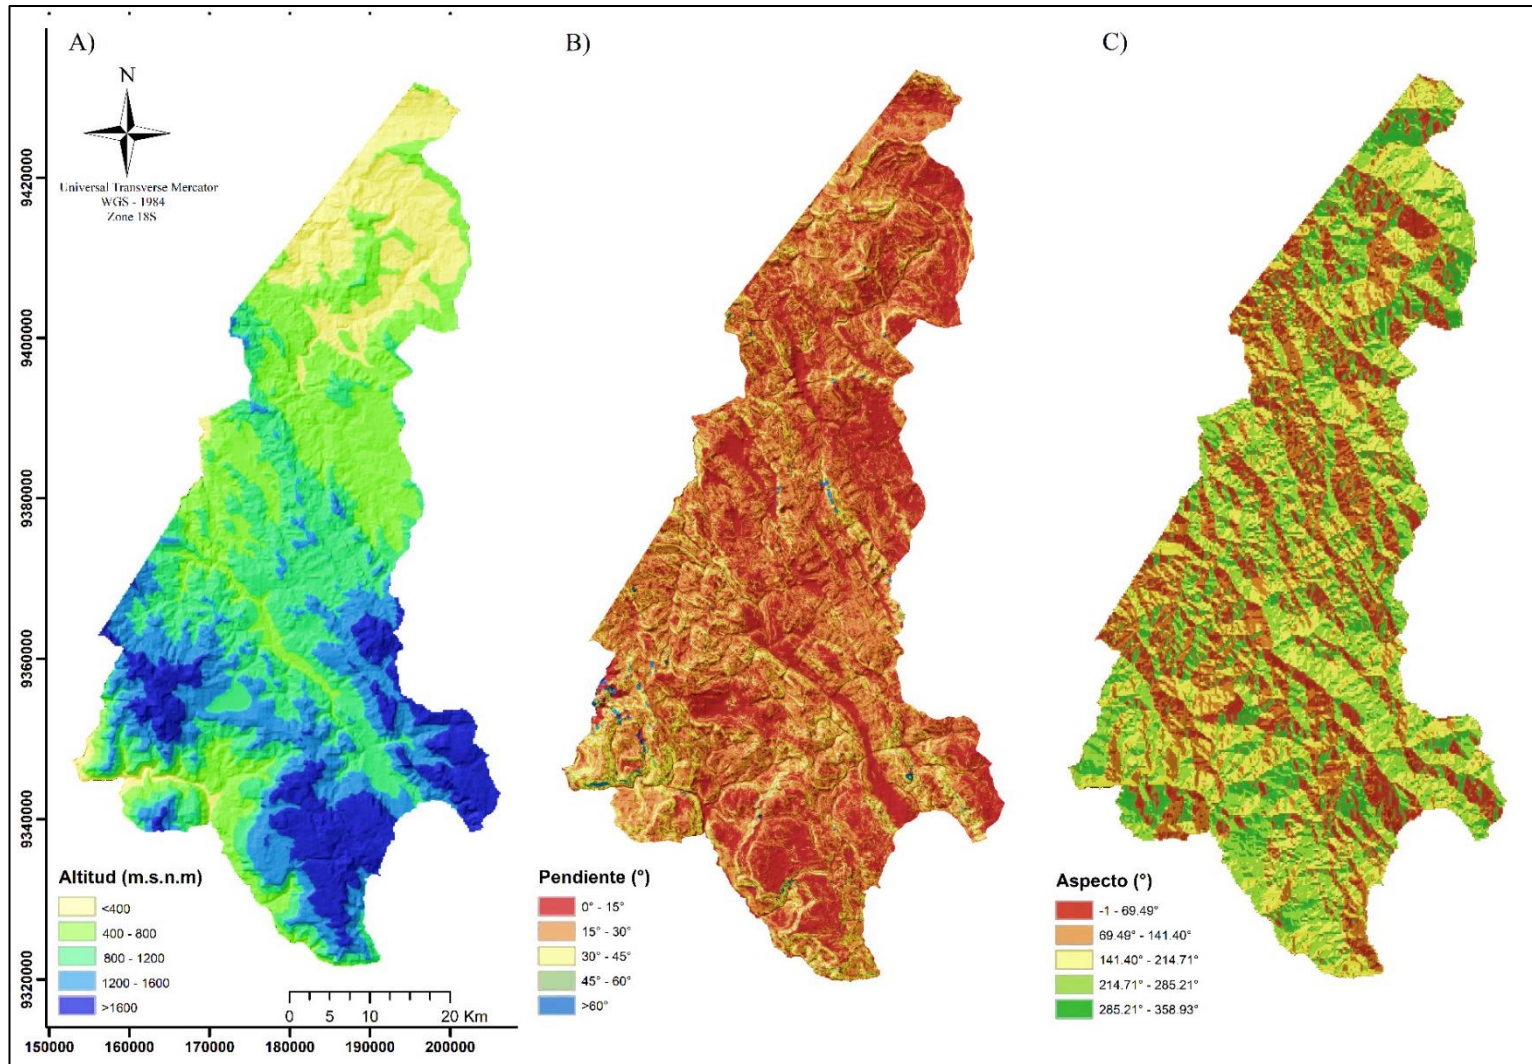 A)
B)
C)
N
Universal Transverse Mercator
WGS - 1984
Zone 18S
9420000
9400000
9380000
9360000
9340000
9320000
Altitud (m.s.n.m)
<400
400 - 800
800 - 1200
1200 - 1600
>1600
0 5 10 20 Km
150000 160000 170000 180000 190000 200000
Pendiente (°)
0° - 15°
15° - 30°
30° - 45°
45° - 60°
>60°
Aspecto (°)
-1 - 69.49°
69.49° - 141.40°
141.40° - 214.71°
214.71° - 285.21°
285.21° - 358.93°